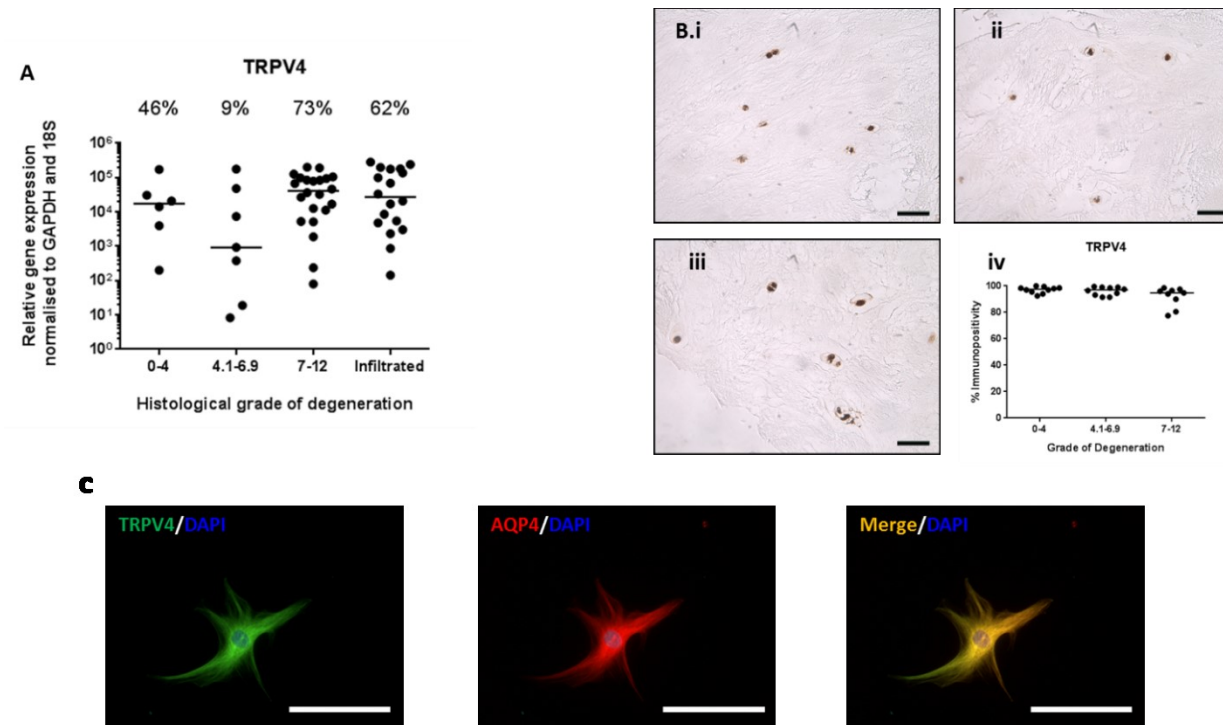 A
TRPV4
46% 9% 73% 62%
Relative gene expression
normalised to GAPDH and 18S
10⁶
10⁵
10⁴
10³
10²
10¹
10⁰
0-4 4.1-6.9 7-12 Infiltrated
Histological grade of degeneration
B.i
ii
iii
iv
TRPV4
% Immunopositivity
100
80
60
40
20
0
0-4 4.1-6.9 7-12
Grade of Degeneration
c
TRPV4/DAPI
AQP4/DAPI
Merge/DAPI